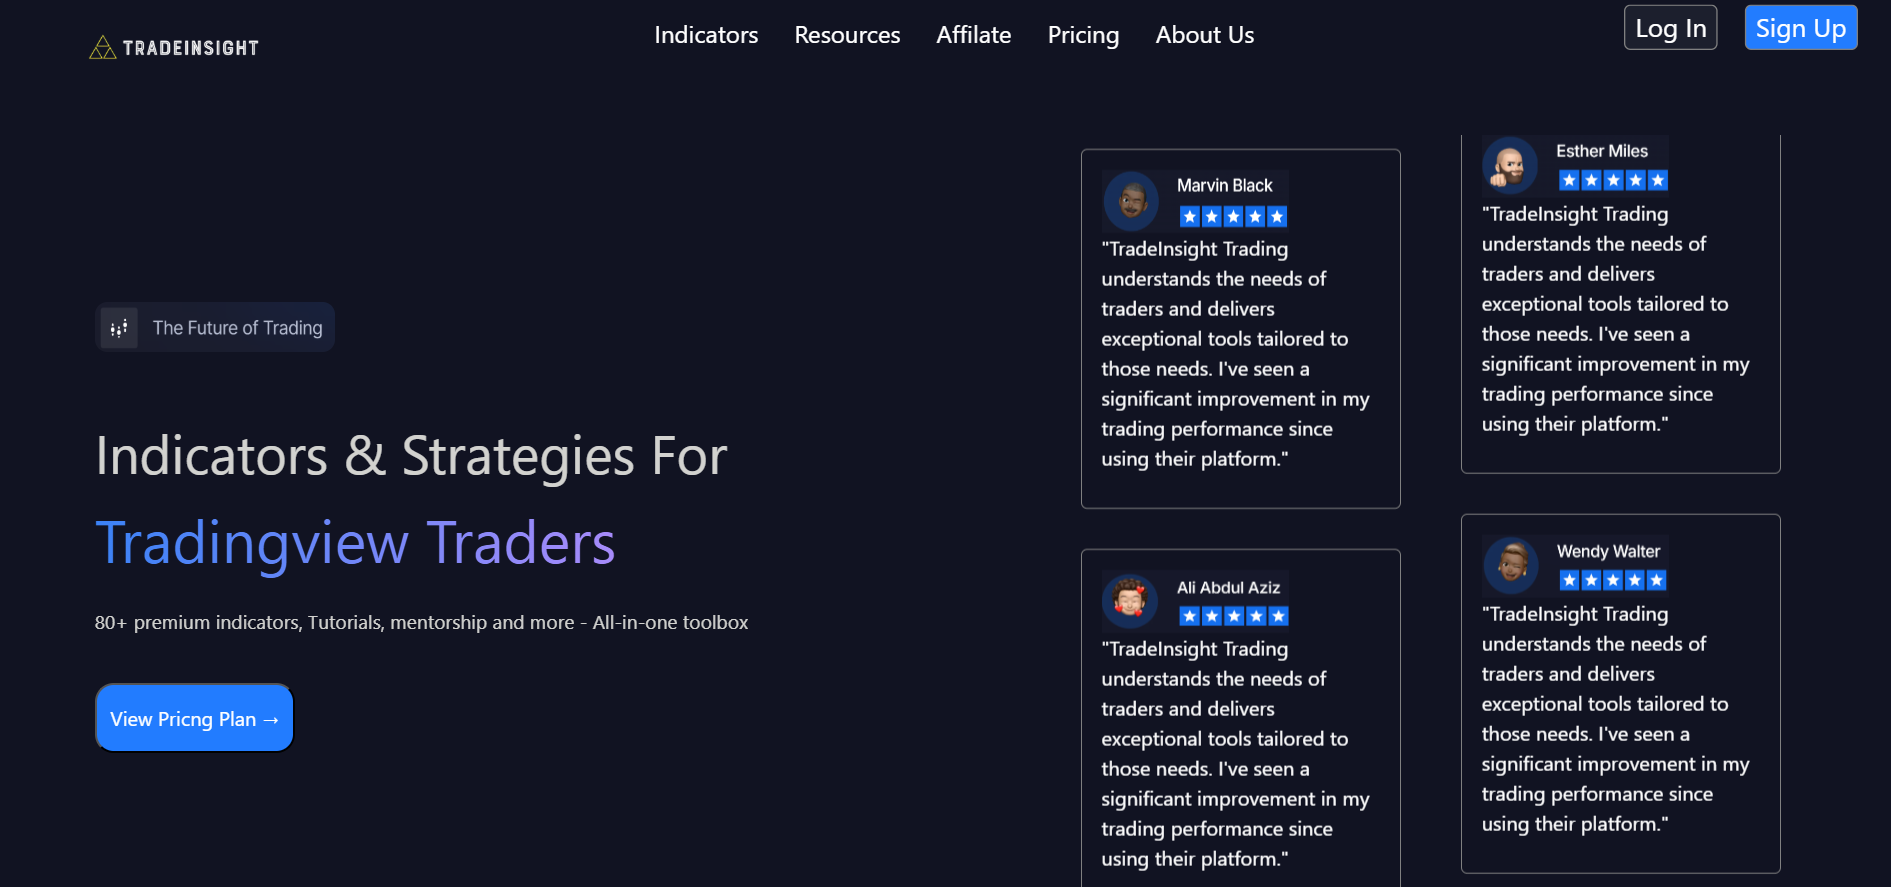 TRADEINSIGHT
Indicators
Resources
Affilate
Pricing
About Us
Log In
Sign Up
The Future of Trading
Indicators & Strategies For
Tradingview Traders
80+ premium indicators, Tutorials, mentorship and more - All-in-one toolbox
View Pricng Plan →
Marvin Black
"TradeInsight Trading
understands the needs of
traders and delivers
exceptional tools tailored to
those needs. I've seen a
significant improvement in my
trading performance since
using their platform."
Ali Abdul Aziz
"TradeInsight Trading
understands the needs of
traders and delivers
exceptional tools tailored to
those needs. I've seen a
significant improvement in my
trading performance since
using their platform."
Esther Miles
"TradeInsight Trading
understands the needs of
traders and delivers
exceptional tools tailored to
those needs. I've seen a
significant improvement in my
trading performance since
using their platform."
Wendy Walter
"TradeInsight Trading
understands the needs of
traders and delivers
exceptional tools tailored to
those needs. I've seen a
significant improvement in my
trading performance since
using their platform."